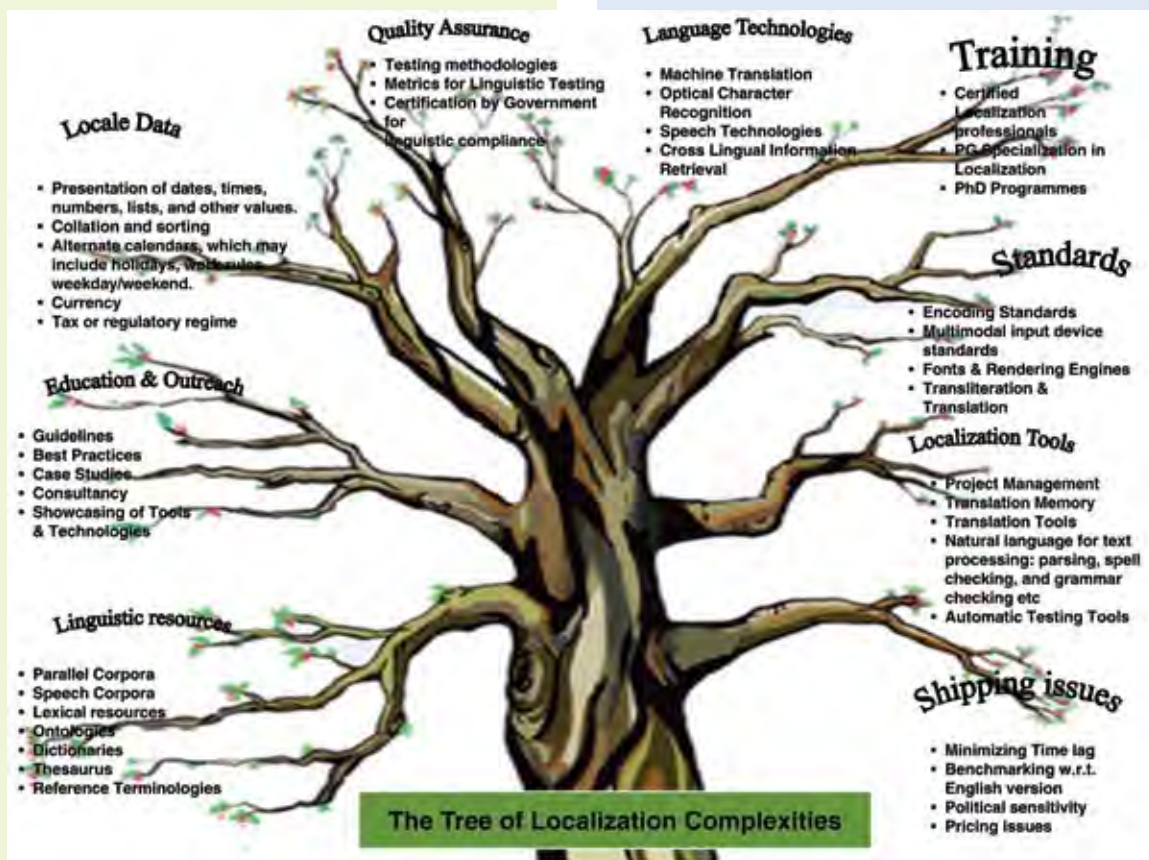 Quality Assurance
• Testing methodologies
• Metrics for Linguistic Testing
• Certification by Government
for
linguistic compliance
Language Technologies
• Machine Translation
• Optical Character
Recognition
• Speech Technologies
• Cross Lingual Information
Retrieval
Training
• Certified
Localization
professionals
• PG Specialization in
Localization
• PhD Programmes
Locale Data
• Presentation of dates, times,
numbers, lists, and other values.
• Collation and sorting
• Alternate calendars, which may
include holidays, work rules
weekday/weekend.
• Currency
• Tax or regulatory regime
Standards
• Encoding Standards
• Multimodal input device
standards
• Fonts & Rendering Engines
• Transliteration &
Translation
Education & Outreach
• Guidelines
• Best Practices
• Case Studies
• Consultancy
• Showcasing of Tools
& Technologies
Localization Tools
• Project Management
• Translation Memory
• Translation Tools
• Natural language for text
processing: parsing, spell
checking, and grammar
checking etc
• Automatic Testing Tools
Linguistic resources
• Parallel Corpora
• Speech Corpora
• Lexical resources
• Ontologies
• Dictionaries
• Thesaurus
• Reference Terminologies
Shipping issues
• Minimizing Time lag
• Benchmarking w.r.t.
English version
• Political sensitivity
• Pricing issues
The Tree of Localization Complexities